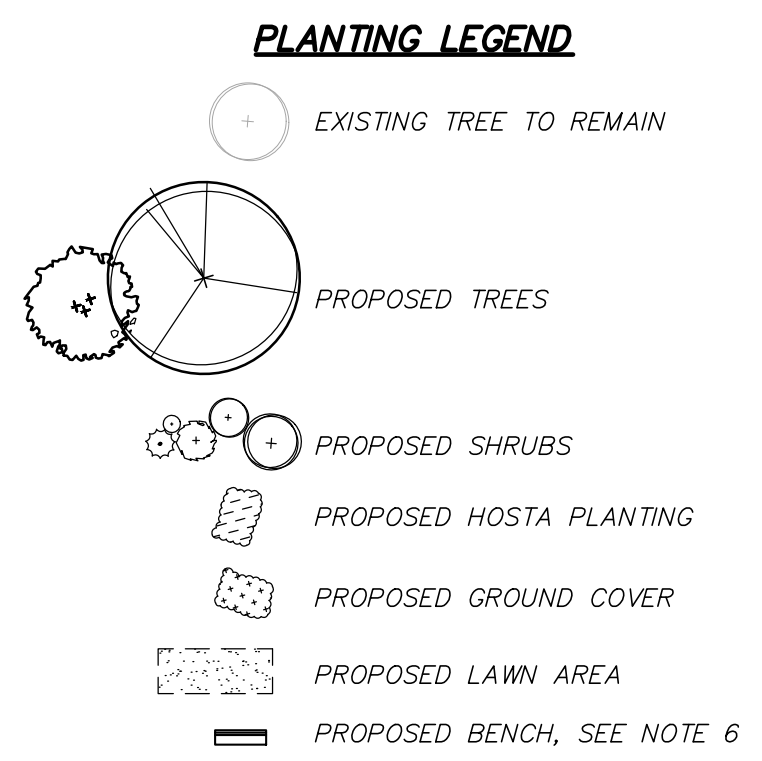 PLANTING LEGEND
EXISTING TREE TO REMAIN
PROPOSED TREES
PROPOSED SHRUBS
PROPOSED HOSTA PLANTING
PROPOSED GROUND COVER
PROPOSED LAWN AREA
PROPOSED BENCH, SEE NOTE 6